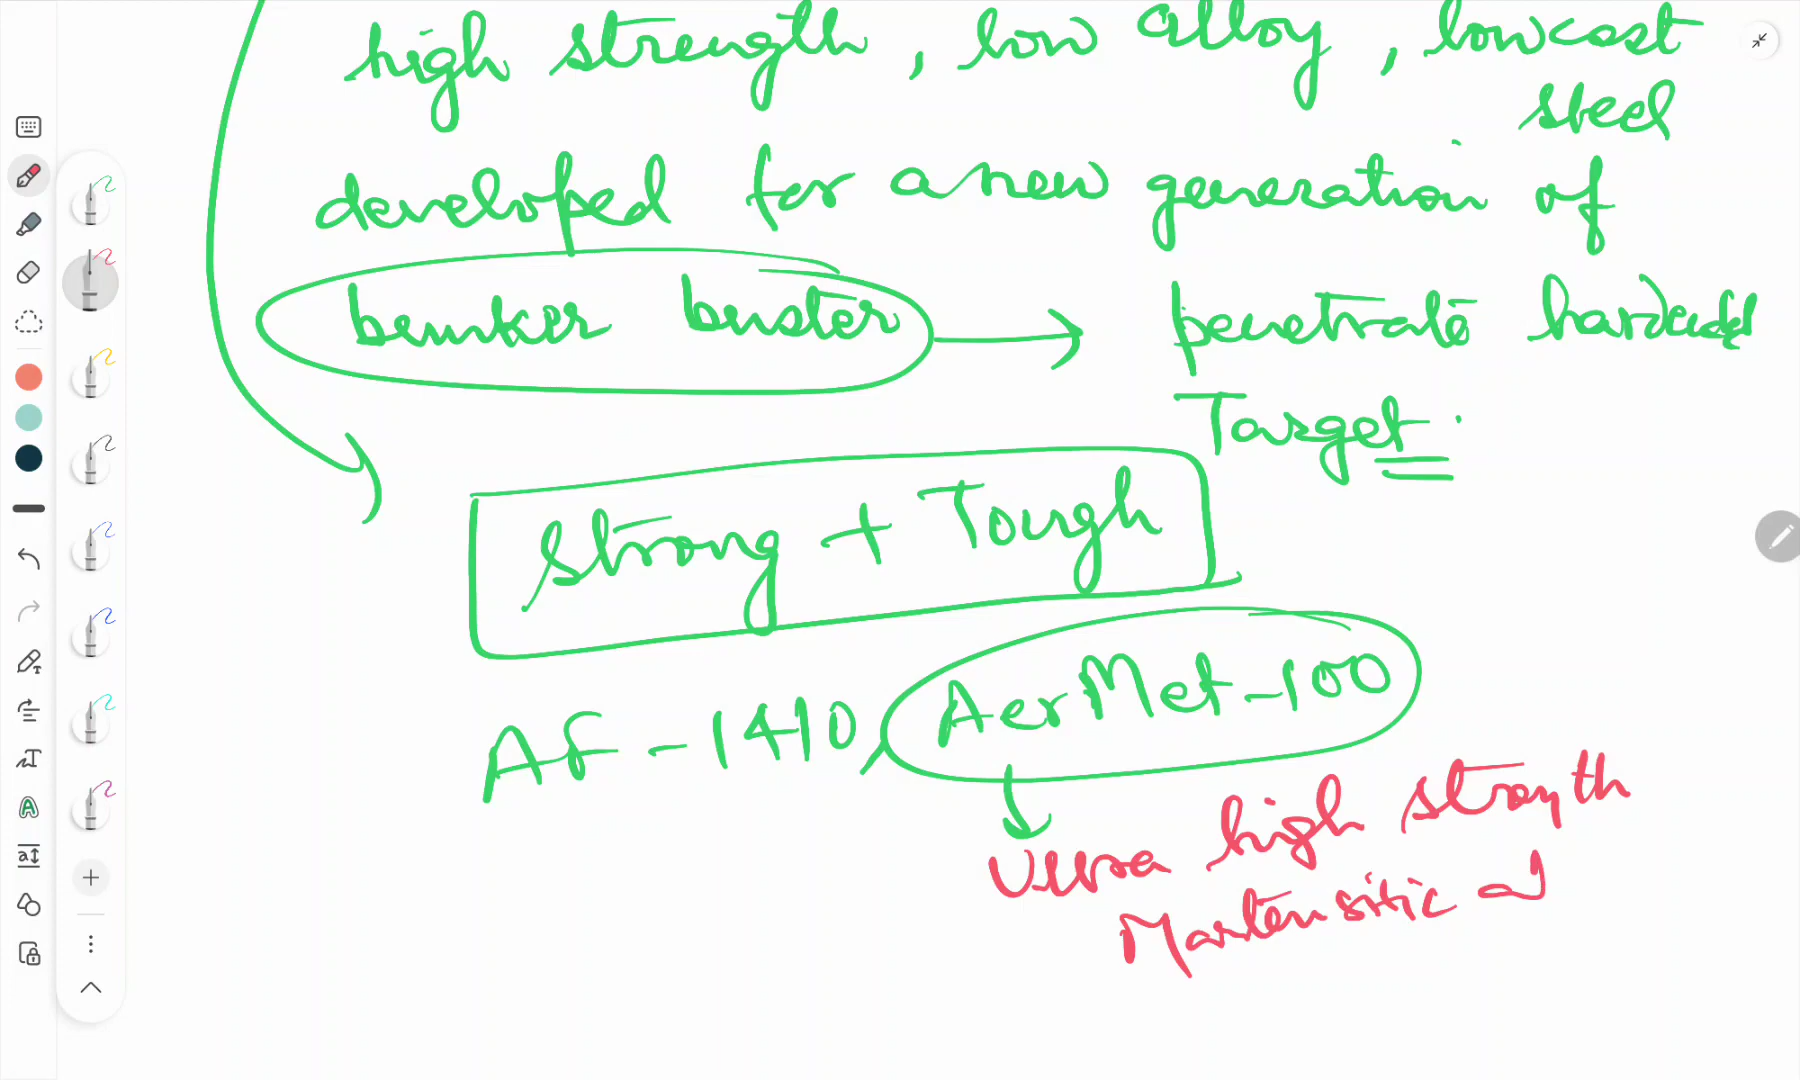 high strength, low alloy, lowcost
steel
developed for a new generation of
bunker buster → penetrate hardened
Target.
Strong + Tough
AF-1410, AerMet-100
Ultra high strength
Martensitic